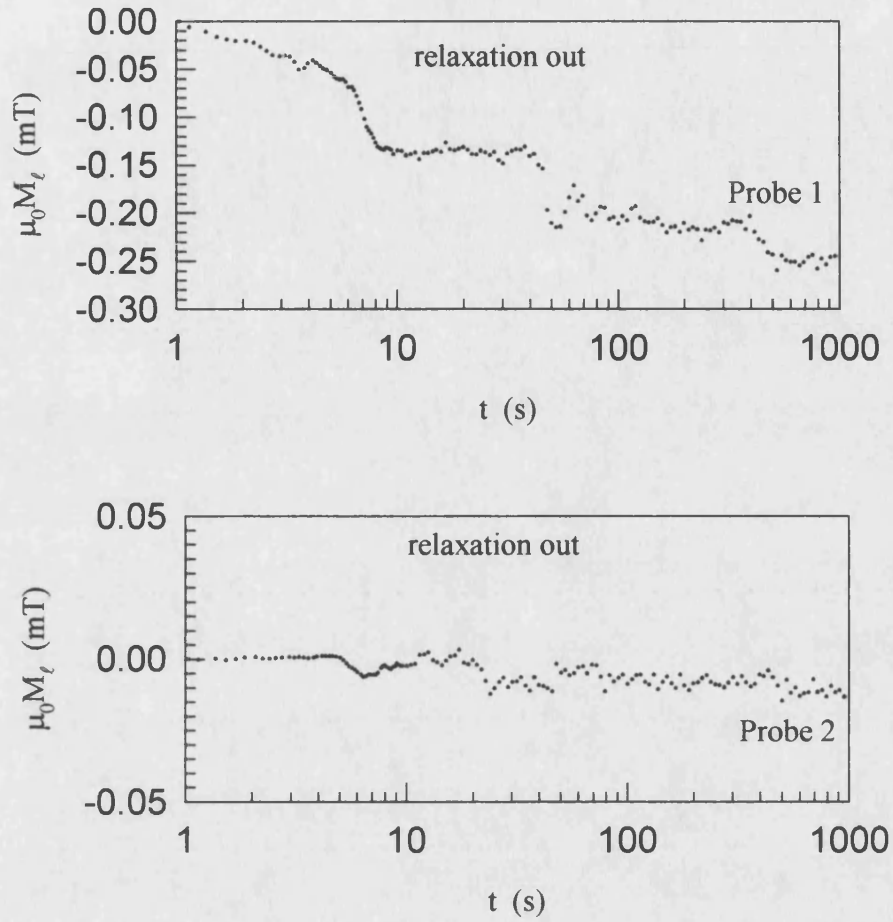 0.00
relaxation out
-0.05
-0.10
-0.15
μ₀M_ℓ (mT)
-0.20
Probe 1
-0.25
-0.30
1 10 100 1000
t (s)
0.05
relaxation out
0.00
μ₀M_ℓ (mT)
Probe 2
-0.05
1 10 100 1000
t (s)